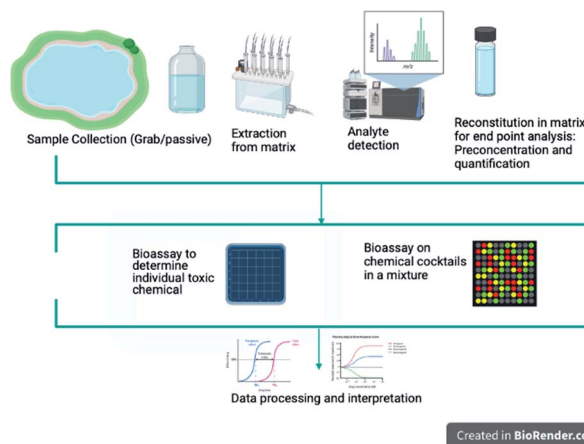 Intensity
m/z
Sample Collection (Grab/passive)
Extraction
from matrix
Analyte
detection
Reconstitution in matrix
for end point analysis:
Preconcentration and
quantification
Bioassay to
determine
individual toxic
chemical
Bioassay on
chemical cocktails
in a mixture
Data processing and interpretation
Created in BioRender.co